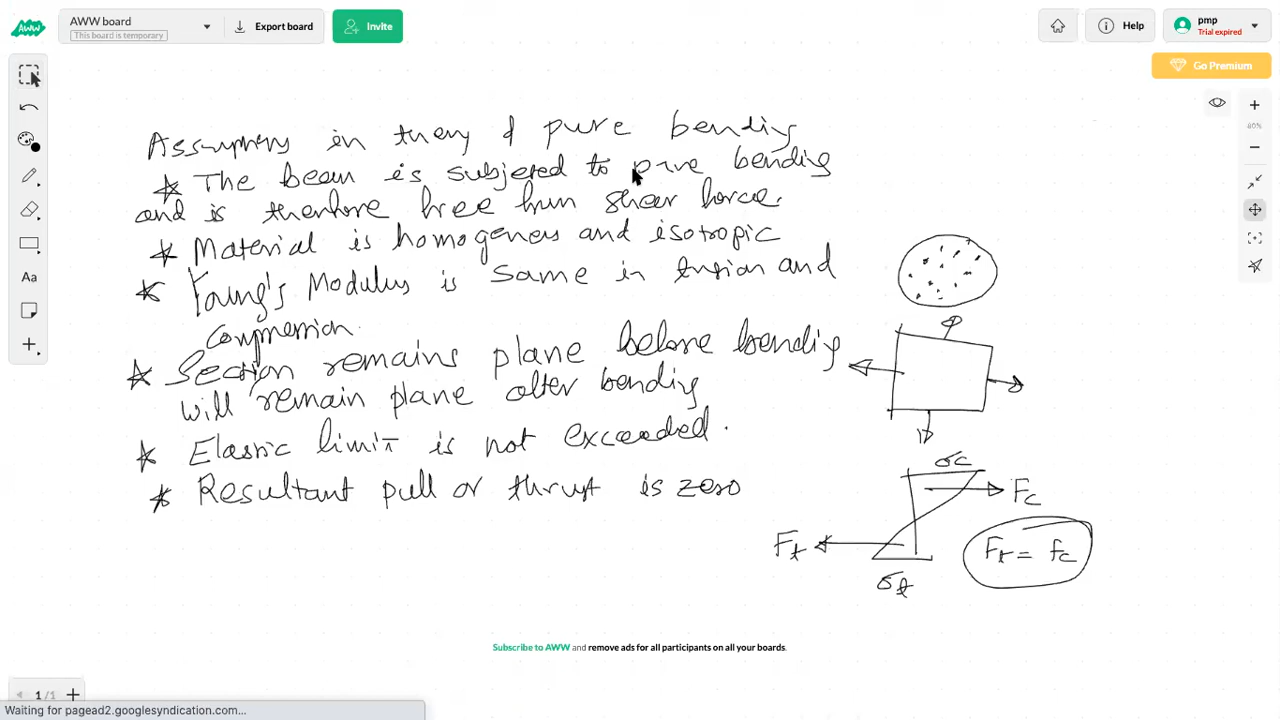 AWW board
This board is temporary
Export board
Invite
Help
pmp
Trial expired
Go Premium
80%
Assumptions in theory of pure bending
The beam is subjected to pure bending
and is therefore free from shear force.
Material is homogeneous and isotropic
Young's Modulus is same in tension and
compression.
Section remains plane before bending
will remain plane after bending
Elastic limit is not exceeded.
Resultant pull or thrust is zero
σc
Fc
Ft
Ft = fc
σt
Aa
Subscribe to AWW and remove ads for all participants on all your boards.
1/1
Waiting for pagead2.googlesyndication.com...